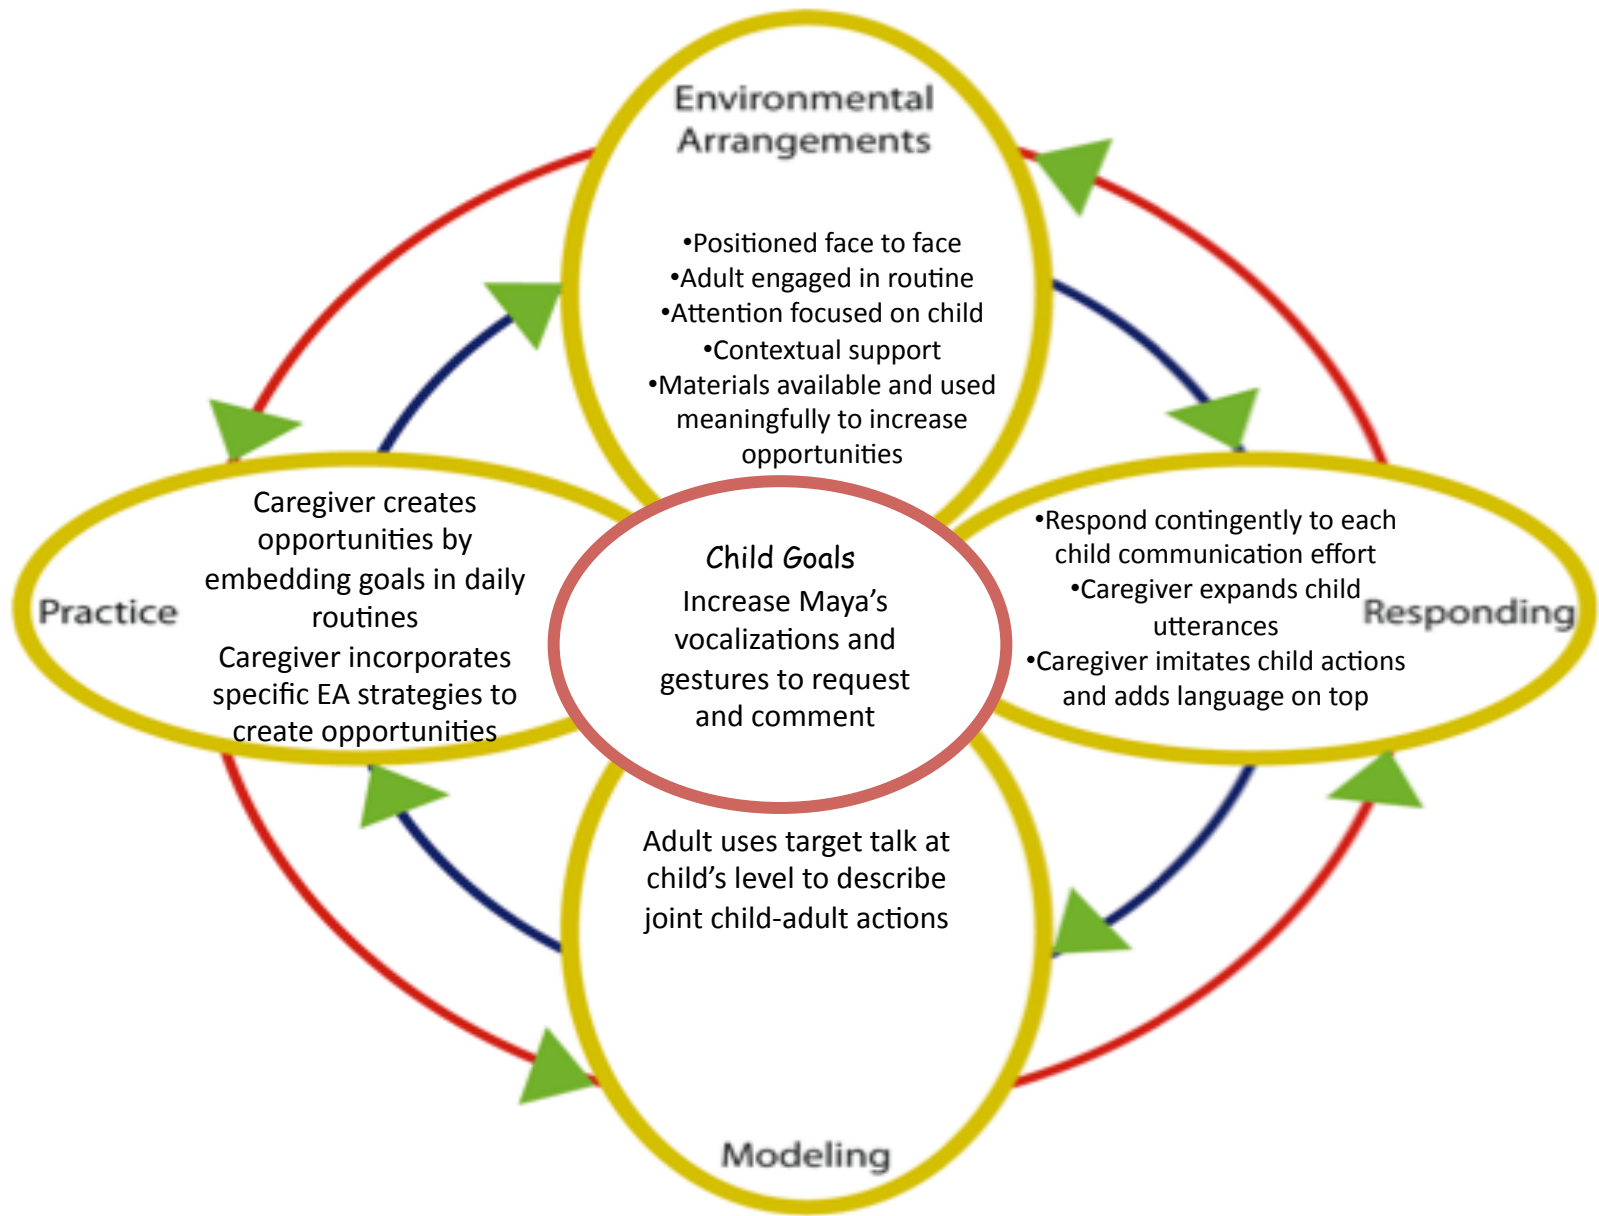 Environmental
Arrangements
•Positioned face to face
•Adult engaged in routine
•Attention focused on child
•Contextual support
•Materials available and used
meaningfully to increase
opportunities
Practice
Caregiver creates
opportunities by
embedding goals in daily
routines
Caregiver incorporates
specific EA strategies to
create opportunities
Child Goals
Increase Maya’s
vocalizations and
gestures to request
and comment
•Respond contingently to each
child communication effort
•Caregiver expands child
utterances
•Caregiver imitates child actions
and adds language on top
Responding
Adult uses target talk at
child’s level to describe
joint child-adult actions
Modeling